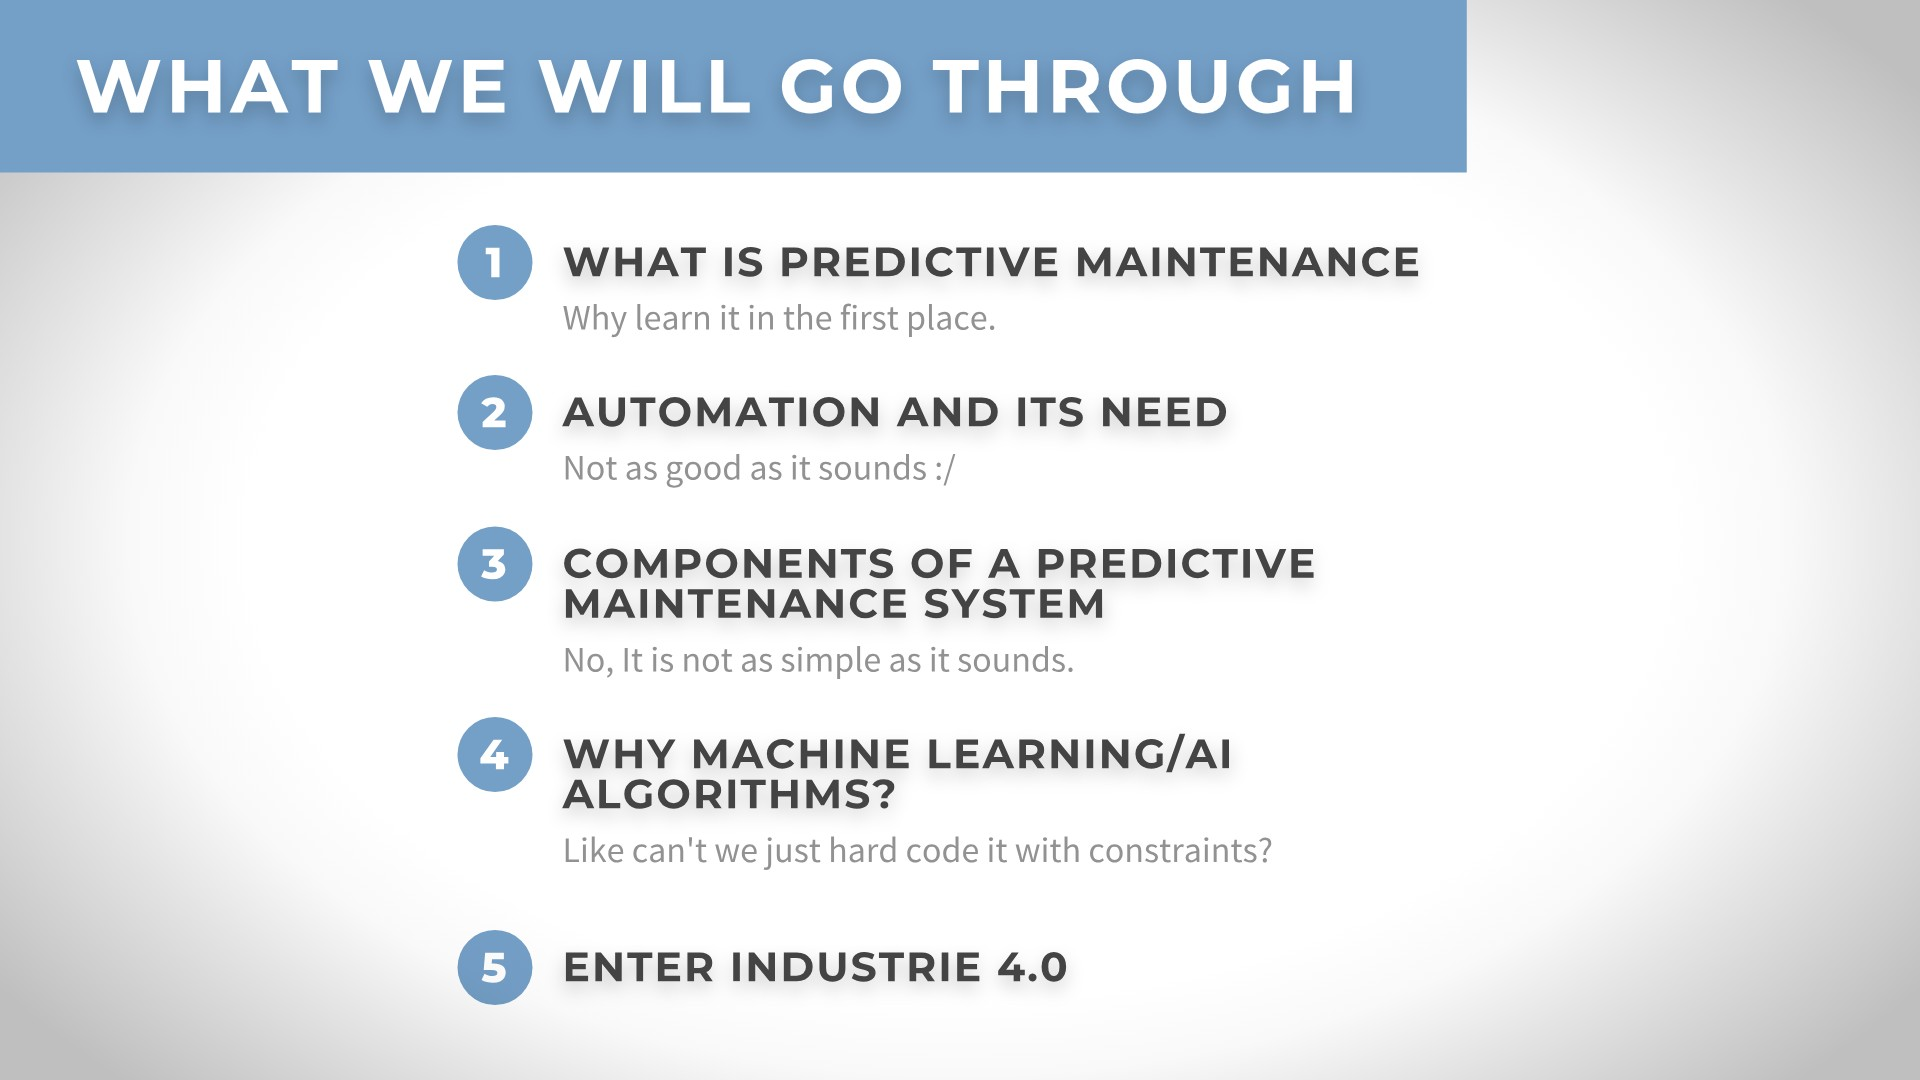 WHAT WE WILL GO THROUGH
1 WHAT IS PREDICTIVE MAINTENANCE
Why learn it in the first place.
2 AUTOMATION AND ITS NEED
Not as good as it sounds :/
3 COMPONENTS OF A PREDICTIVE
MAINTENANCE SYSTEM
No, It is not as simple as it sounds.
4 WHY MACHINE LEARNING/AI
ALGORITHMS?
Like can't we just hard code it with constraints?
5 ENTER INDUSTRIE 4.0